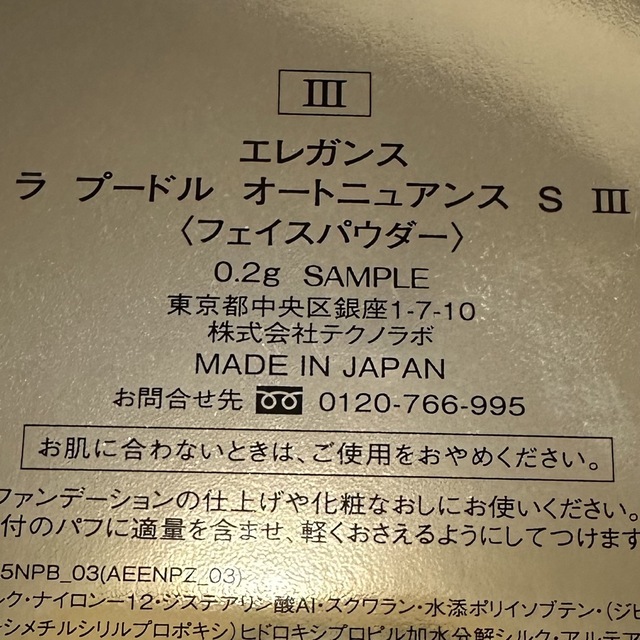 III
エレガンス
ラ プードル オートニュアンス S III
〈フェイスパウダー〉
0.2g SAMPLE
東京都中央区銀座1-7-10
株式会社テクノラボ
MADE IN JAPAN
お問合せ先 0120-766-995
お肌に合わないときは、ご使用をおやめください。
ファンデーションの仕上げや化粧なおしにお使いください。
付のパフに適量を含ませ、軽くおさえるようにしてつけます
5NPB_03(AEENPZ_03)
ルク・ナイロンー12・ジステアリン酸Al・スクワラン・水添ポリイソブテン・(ジビ
ーシメチルシリルプロポキシ)ヒドロキシプロピル加水分解シルク・アルテ